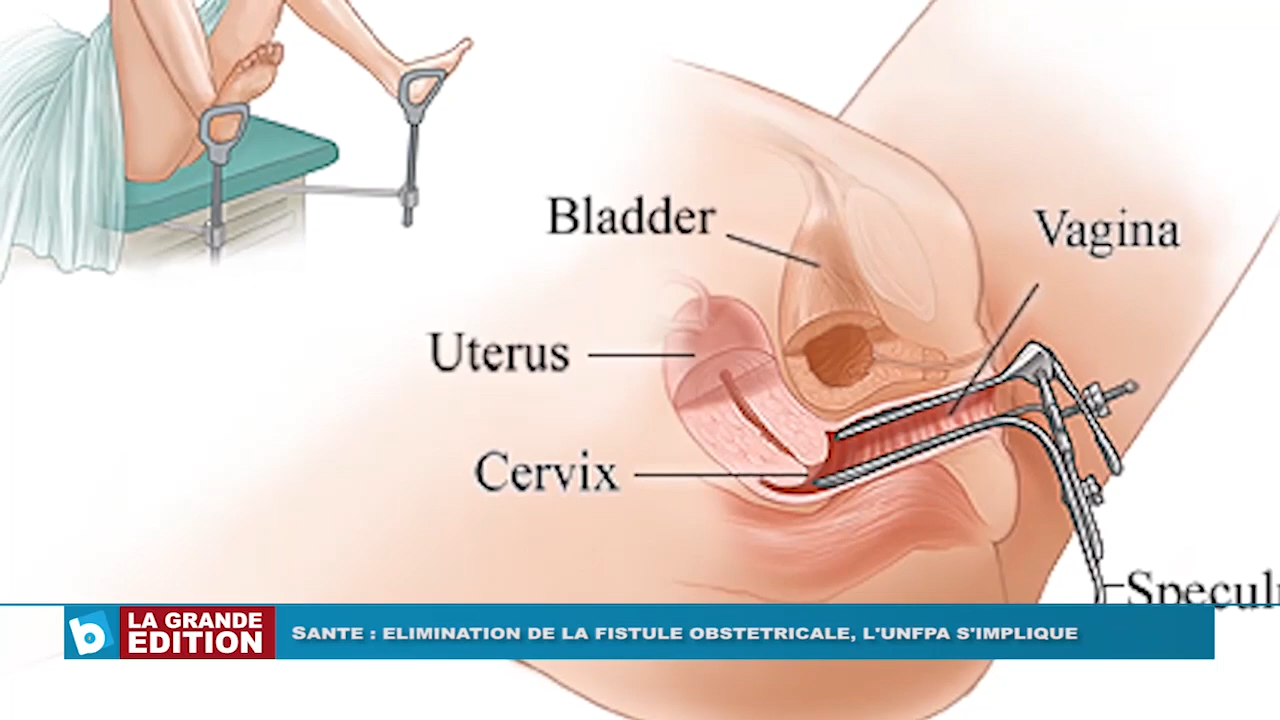 Bladder
Vagina
Uterus
Cervix
b LA GRANDE
EDITION
SANTE : ELIMINATION DE LA FISTULE OBSTETRICALE, L'UNFPA S'IMPLIQUE